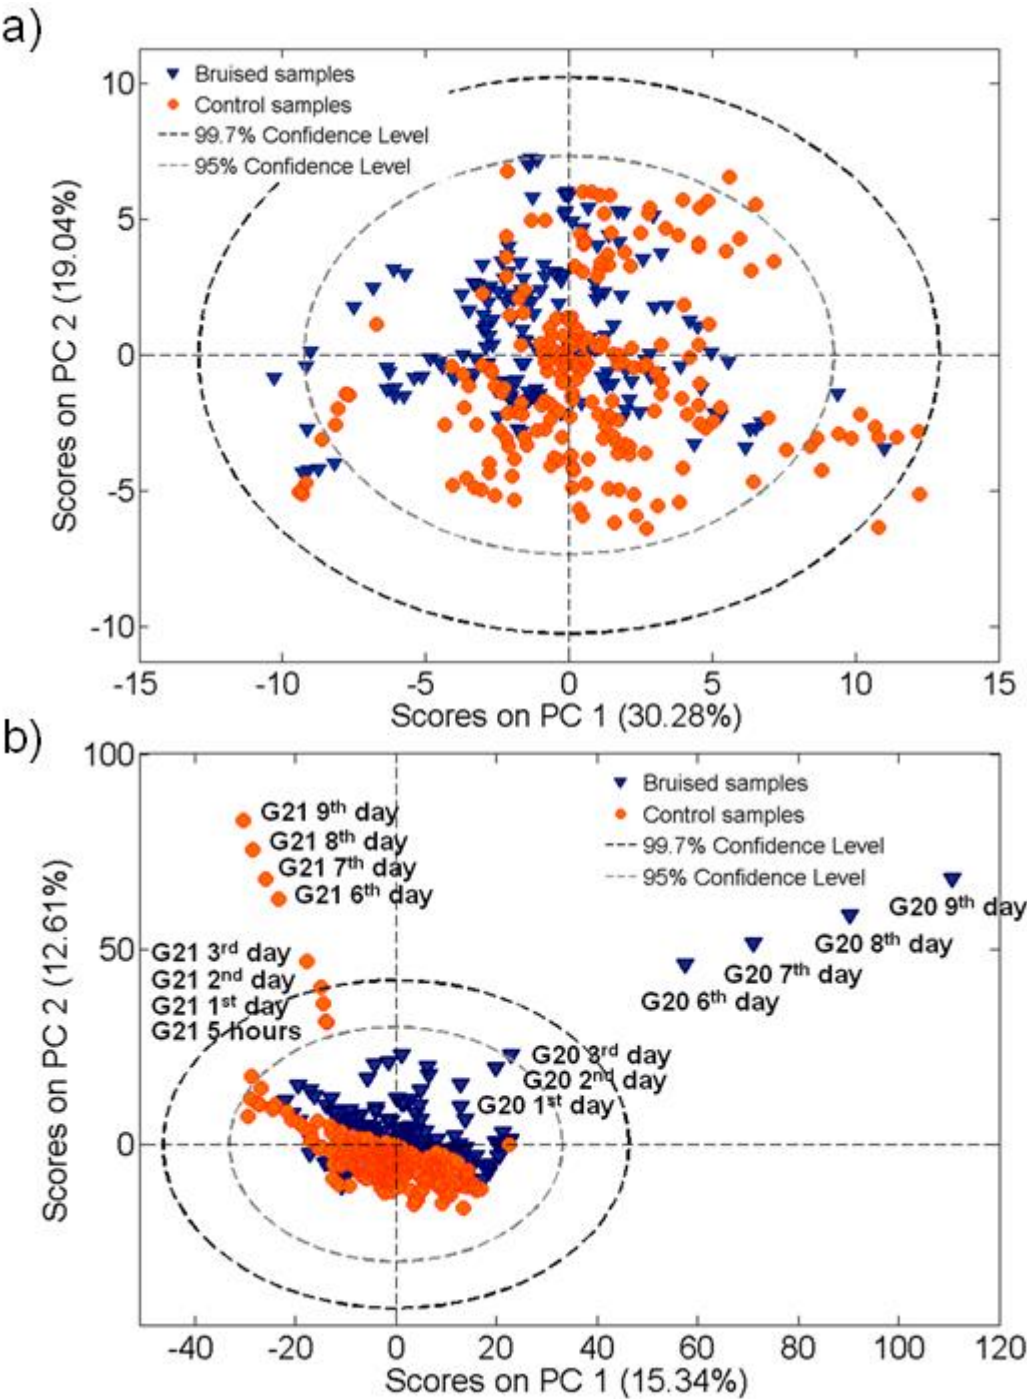 a)
Bruised samples
Control samples
99.7% Confidence Level
95% Confidence Level
10
5
0
-5
-10
Scores on PC 2 (19.04%)
-15
-10
-5
0
5
10
15
Scores on PC 1 (30.28%)
b)
100
50
0
Scores on PC 2 (12.61%)
Bruised samples
Control samples
99.7% Confidence Level
95% Confidence Level
G21 9th day
G21 8th day
G21 7th day
G21 6th day
G21 3rd day
G21 2nd day
G21 1st day
G21 5 hours
G20 9th day
G20 8th day
G20 7th day
G20 6th day
G20 3rd day
G20 2nd day
G20 1st day
-40
-20
0
20
40
60
80
100
120
Scores on PC 1 (15.34%)